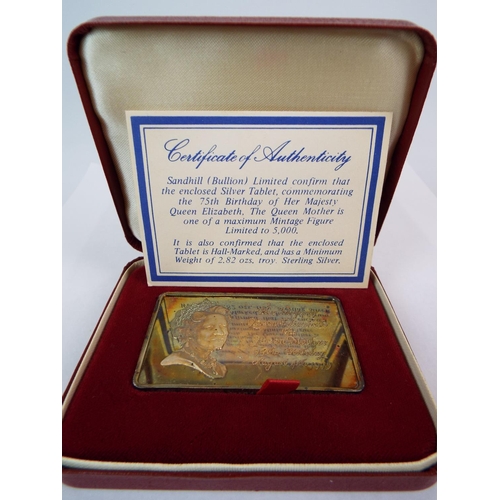 Certificate of Authenticity
Sandhill (Bullion) Limited confirm that
the enclosed Silver Tablet, commemorating
the 75th Birthday of Her Majesty
Queen Elizabeth, The Queen Mother is
one of a maximum Mintage Figure
Limited to 5,000.
It is also confirmed that the enclosed
Tablet is Hall-Marked, and has a Minimum
Weight of 2.82 ozs, troy. Sterling Silver.